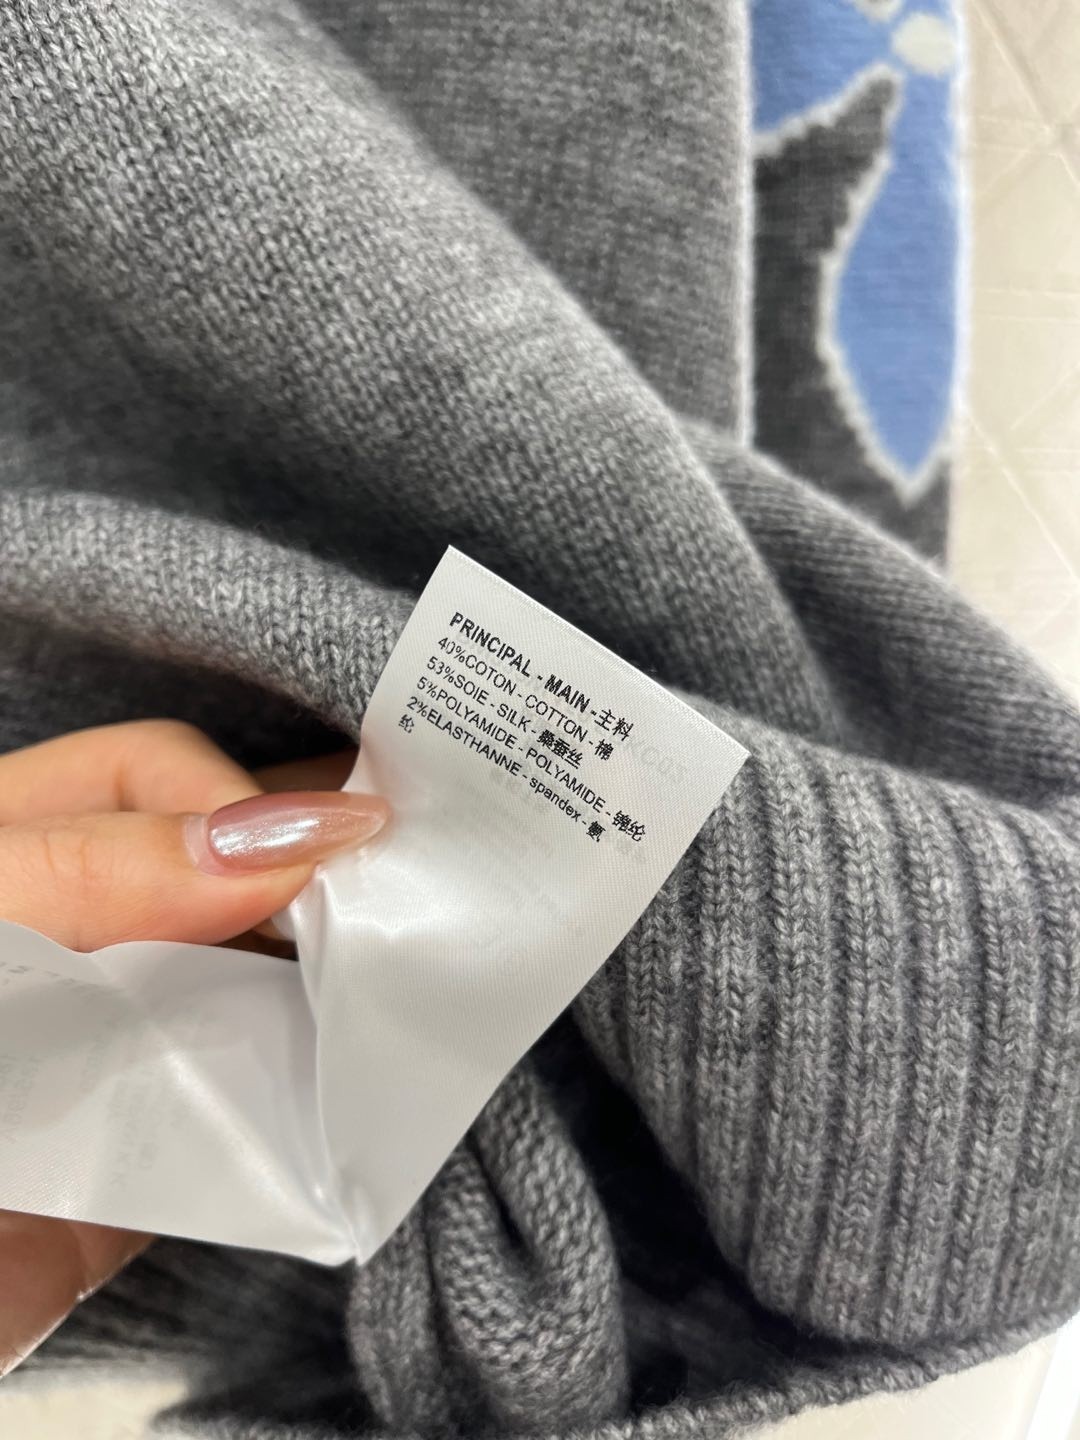 PRINCIPAL - MAIN - 主料
40%COTON - COTTON - 棉
53%SOIE - SILK - 桑蚕丝
5%POLYAMIDE - POLYAMIDE - 锦纶
2%ELASTHANNE - spandex - 氨
纶